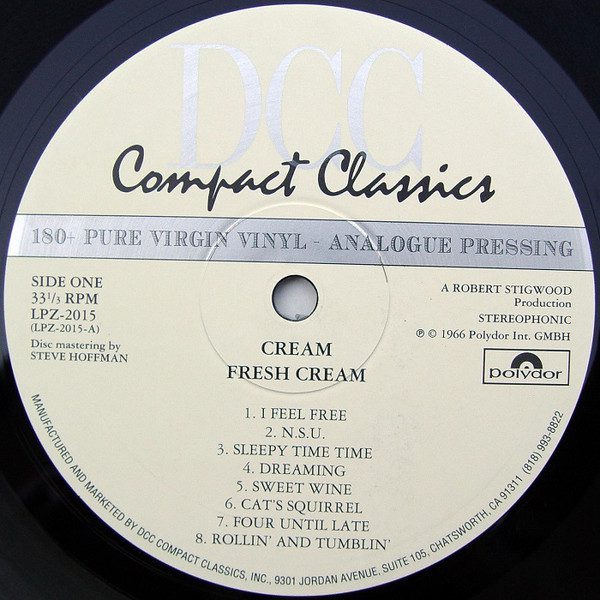 DCC
Compact Classics
180+ PURE VIRGIN VINYL - ANALOGUE PRESSING
SIDE ONE
33 1/3 RPM
LPZ-2015
(LPZ-2015-A)
Disc mastering by
STEVE HOFFMAN
A ROBERT STIGWOOD
Production
STEREOPHONIC
℗ © 1966 Polydor Int. GMBH
polydor
CREAM
FRESH CREAM
1. I FEEL FREE
2. N.S.U.
3. SLEEPY TIME TIME
4. DREAMING
5. SWEET WINE
6. CAT'S SQUIRREL
7. FOUR UNTIL LATE
8. ROLLIN' AND TUMBLIN'
MANUFACTURED AND MARKETED BY DCC COMPACT CLASSICS, INC., 9301 JORDAN AVENUE, SUITE 105, CHATSWORTH, CA 91311 (818) 993-8822